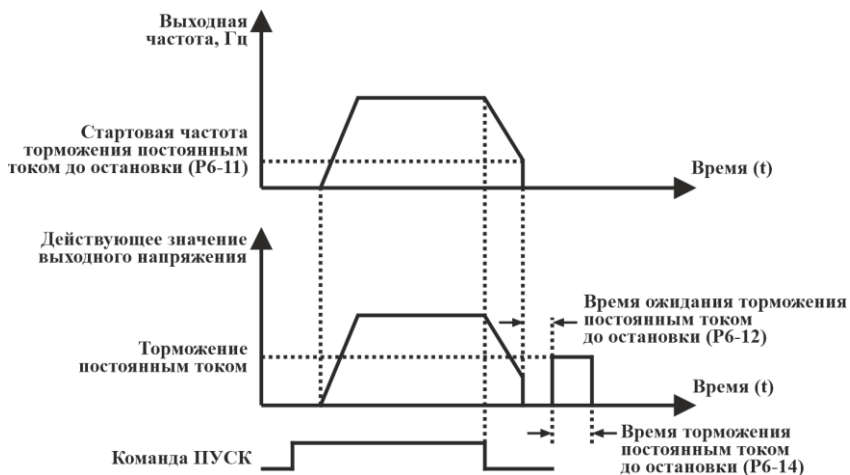 Выходная
частота, Гц
Стартовая частота
торможения постоянным
током до остановки (P6-11)
Время (t)
Действующее значение
выходного напряжения
Время ожидания торможения
постоянным током
до остановки (P6-12)
Торможение
постоянным током
Время (t)
Команда ПУСК
Время торможения
постоянным током
до остановки (P6-14)